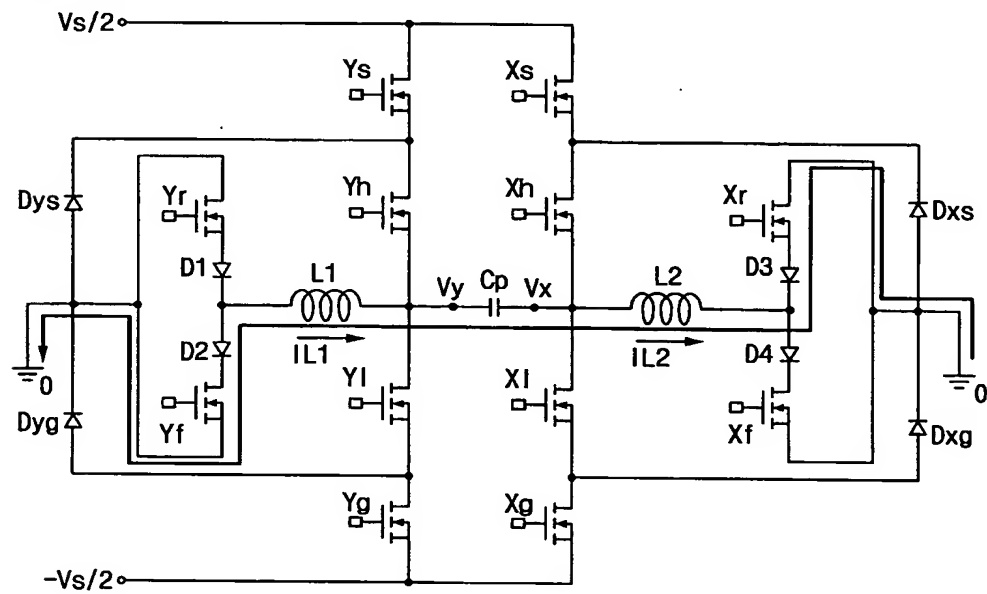 Vs/2
Ys
Xs
Dys
Yr
Yh
Xh
Xr
Dxs
D1
L1
Vy
Cp
Vx
L2
D3
IL1
IL2
D2
D4
0
0
Yl
Xl
Dyg
Yf
Xf
Dxg
Yg
Xg
-Vs/2